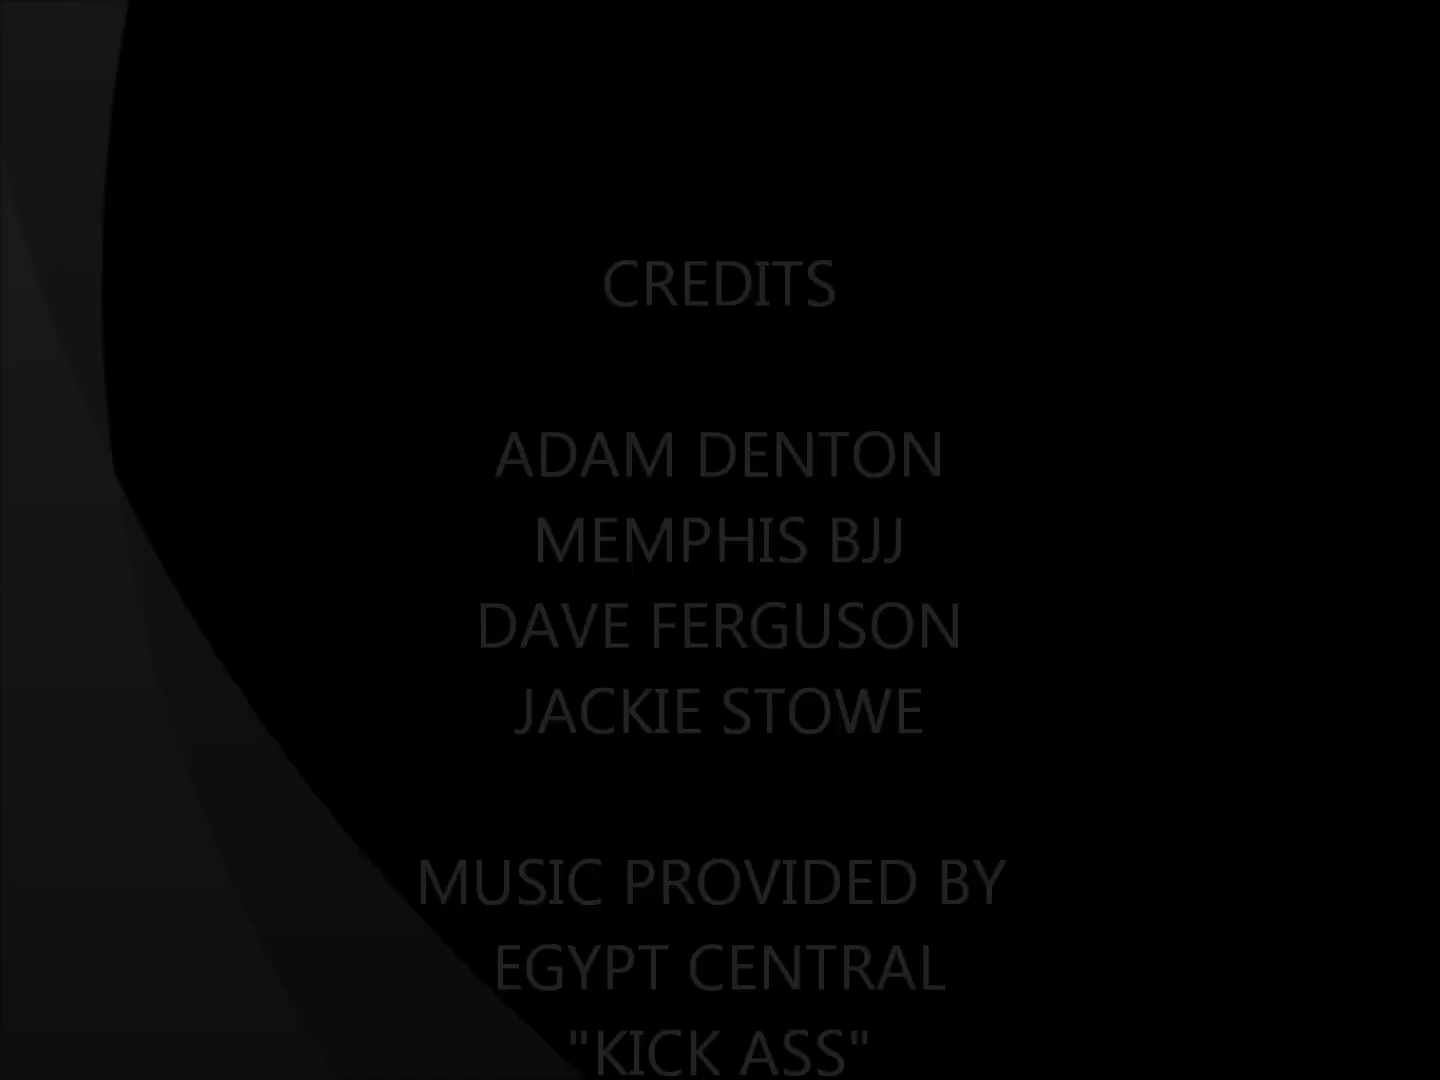 CREDITS
ADAM DENTON
MEMPHIS BJJ
DAVE FERGUSON
JACKIE STOWE
MUSIC PROVIDED BY
EGYPT CENTRAL
"KICK ASS"